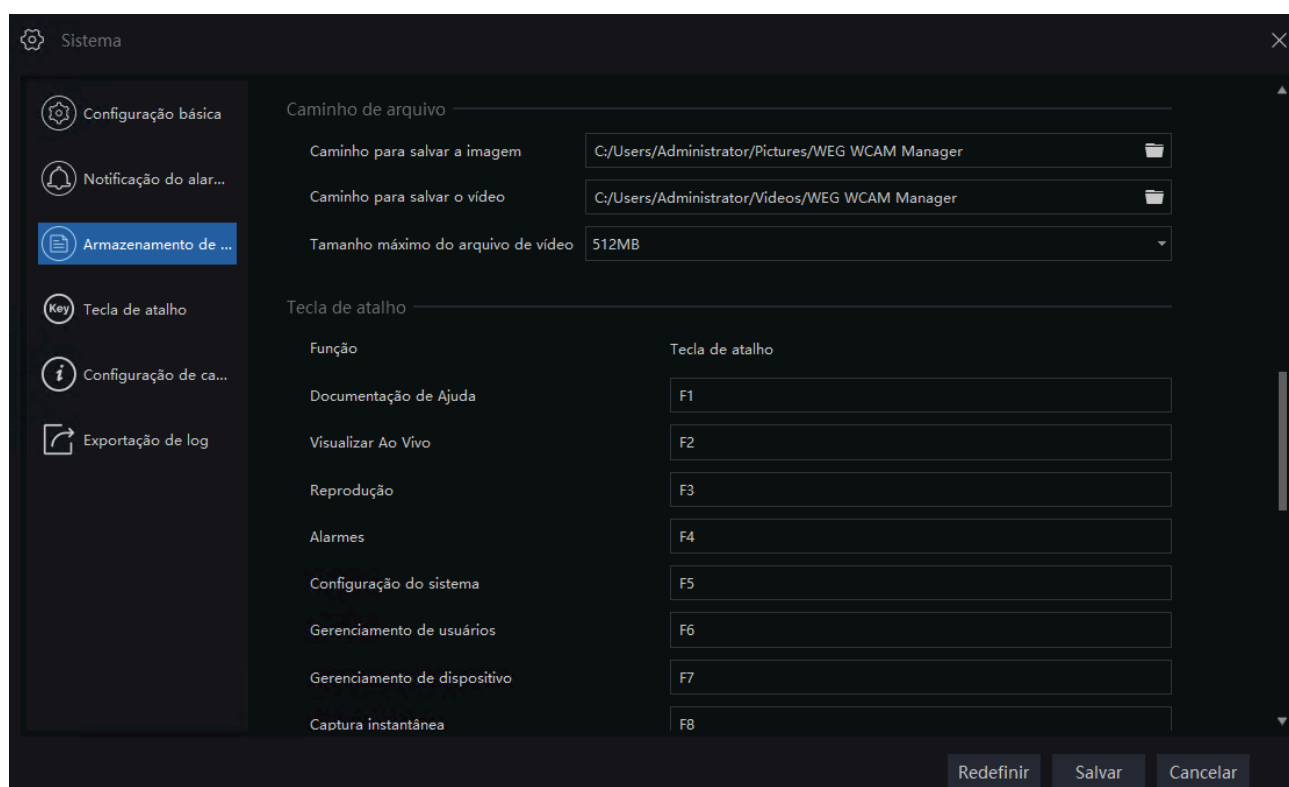 Sistema
Configuração básica
Notificação do alar...
Armazenamento de ...
Key Tecla de atalho
Configuração de ca...
Exportação de log
Caminho de arquivo
Caminho para salvar a imagem C:/Users/Administrator/Pictures/WEG WCAM Manager
Caminho para salvar o vídeo C:/Users/Administrator/Videos/WEG WCAM Manager
Tamanho máximo do arquivo de vídeo 512MB
Tecla de atalho
Função Tecla de atalho
Documentação de Ajuda F1
Visualizar Ao Vivo F2
Reprodução F3
Alarmes F4
Configuração do sistema F5
Gerenciamento de usuários F6
Gerenciamento de dispositivo F7
Captura instantânea F8
Redefinir Salvar Cancelar